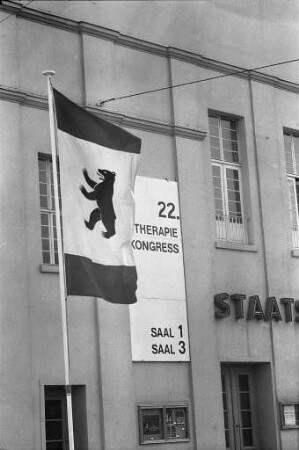 22.
THERAPIE
KONGRESS
SAAL 1
SAAL 3
STAATS